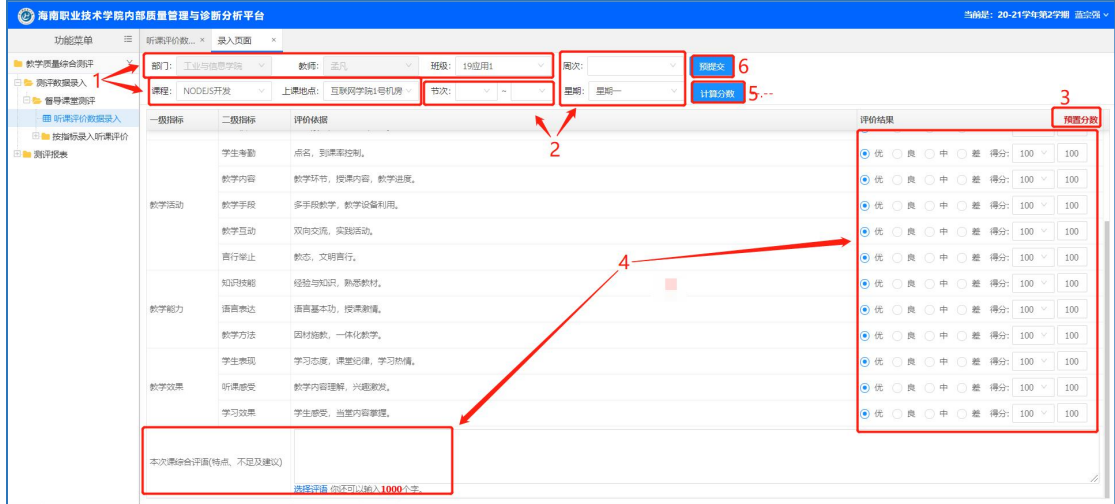 海南职业技术学院内部质量管理与诊断分析平台
当前是：20-21学年第2学期 蓝宗强
功能菜单
听课评价数... ×
录入页面 ×
教学质量综合测评
测评数据录入
督导课堂测评
听课评价数据录入
按指标录入听课评价
测评报表
部门: 工业与信息学院 教师: 孟凡 班级: 19应用1 周次: 预提交 6
1
课程: NODEJS开发 上课地点: 互联网学院1号机房 节次: ~ 星期: 星期一 计算分数 5.--
2
3
一级指标 二级指标 评价依据 评价结果 预置分数
学生考勤 点名，到课率控制。 优 良 中 差 得分: 100 100
教学内容 教学环节，授课内容，教学进度。 优 良 中 差 得分: 100 100
教学活动 教学手段 多手段教学，教学设备利用。 优 良 中 差 得分: 100 100
教学互动 双向交流，实践活动。 优 良 中 差 得分: 100 100
言行举止 教态，文明言行。 优 良 中 差 得分: 100 100
4
知识技能 经验与知识，熟悉教材。 优 良 中 差 得分: 100 100
教学能力 语言表达 语言基本功，授课激情。 优 良 中 差 得分: 100 100
教学方法 因材施教，一体化教学。 优 良 中 差 得分: 100 100
学生表现 学习态度，课堂纪律，学习热情。 优 良 中 差 得分: 100 100
教学效果 听课感受 教学内容理解，兴趣激发。 优 良 中 差 得分: 100 100
学习效果 学生感受，当堂内容掌握。 优 良 中 差 得分: 100 100
本次课综合评语(特点、不足及建议)
选择评语 你还可以输入1000个字。